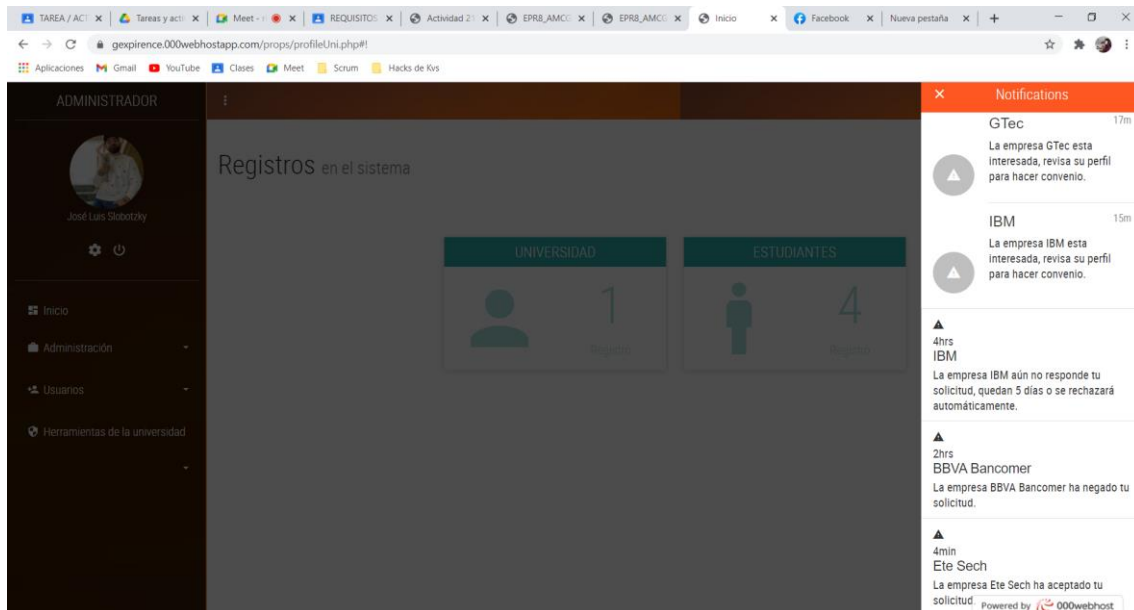 TAREA / ACT
Tareas y acti
Meet - r
REQUISITOS
Actividad 2
EPR8_AMCG
EPR8_AMCG
Inicio
Facebook
Nueva pestaña
gexpirence.000webhostapp.com/props/profileUni.php#!
Aplicaciones
Gmail
YouTube
Clases
Meet
Scrum
Hacks de Kvs
ADMINISTRADOR
José Luis Slobotzky
Inicio
Administración
Usuarios
Herramientas de la universidad
Registros en el sistema
UNIVERSIDAD
1
Registro
ESTUDIANTES
4
Registro
Notifications
GTec
17m
La empresa GTec esta
interesada, revisa su perfil
para hacer convenio.
IBM
15m
La empresa IBM esta
interesada, revisa su perfil
para hacer convenio.
4hrs
IBM
La empresa IBM aún no responde tu
solicitud, quedan 5 días o se rechazará
automáticamente.
2hrs
BBVA Bancomer
La empresa BBVA Bancomer ha negado tu
solicitud.
4min
Ete Sech
La empresa Ete Sech ha aceptado tu
solicitud
Powered by 000webhost